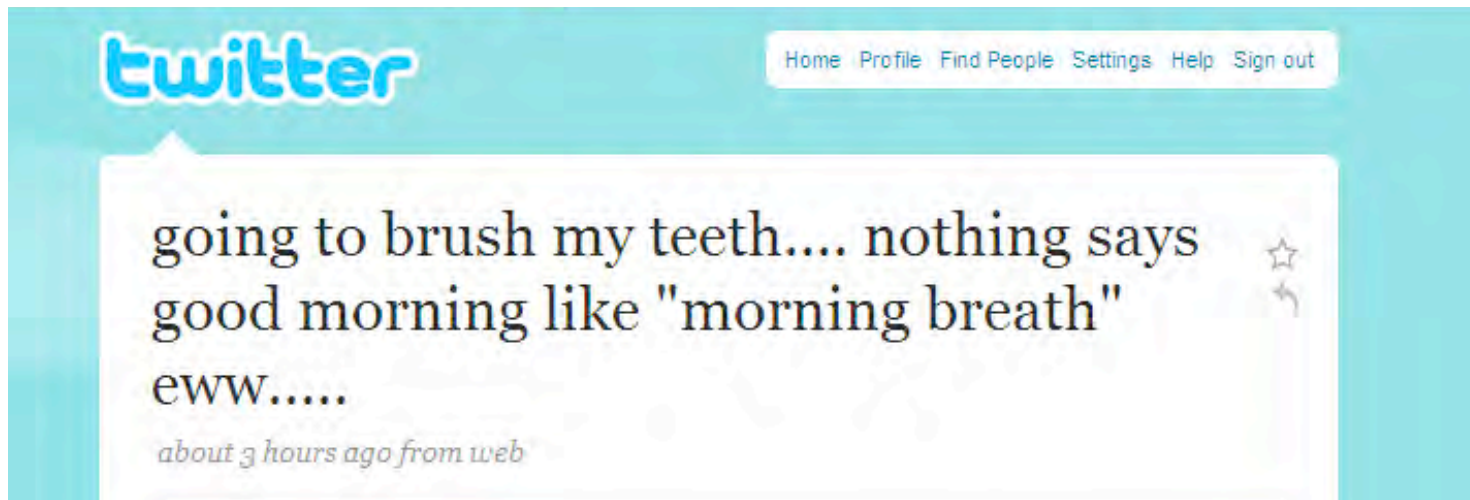 twitter
Home Profile Find People Settings Help Sign out
going to brush my teeth.... nothing says
good morning like "morning breath"
eww.....
about 3 hours ago from web